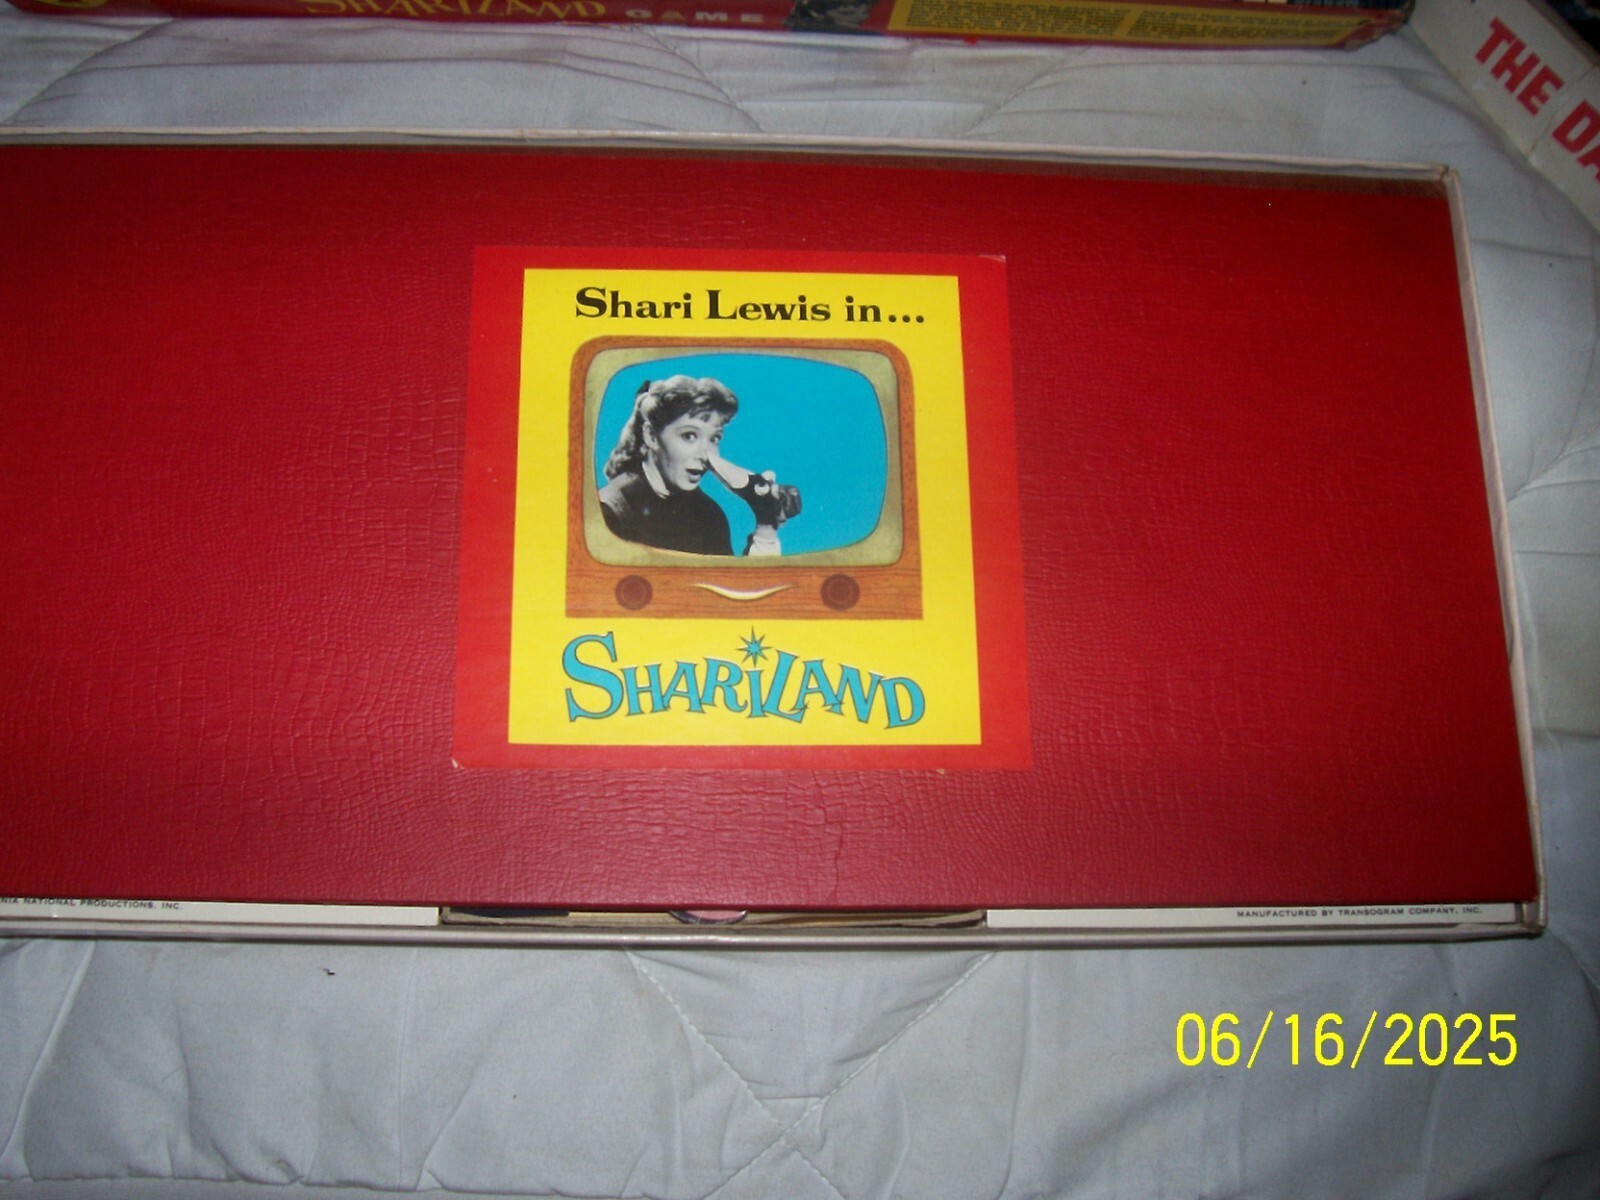 SHARILAND GAME
THE DA
Shari Lewis in...
SHARILAND
NIA NATIONAL PRODUCTIONS, INC.
MANUFACTURED BY TRANSOGRAM COMPANY, INC.
06/16/2025